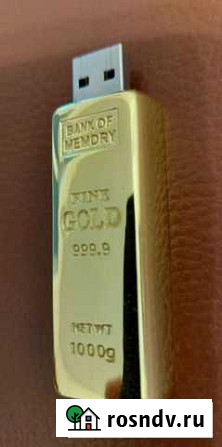 BANK OF
MEMORY
FINE
GOLD
999.9
NET WT
1000g
rosndv.ru